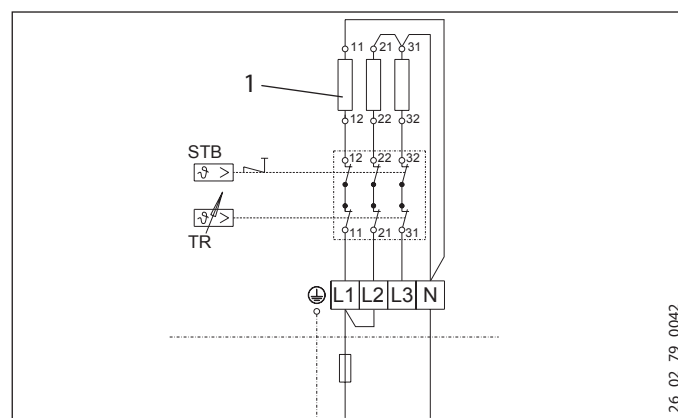 11 21 31
1
12 22 32
STB
12 22 32
ϑ >
ϑ >
TR
11 21 31
L1 L2 L3 N
26_02_79_0042